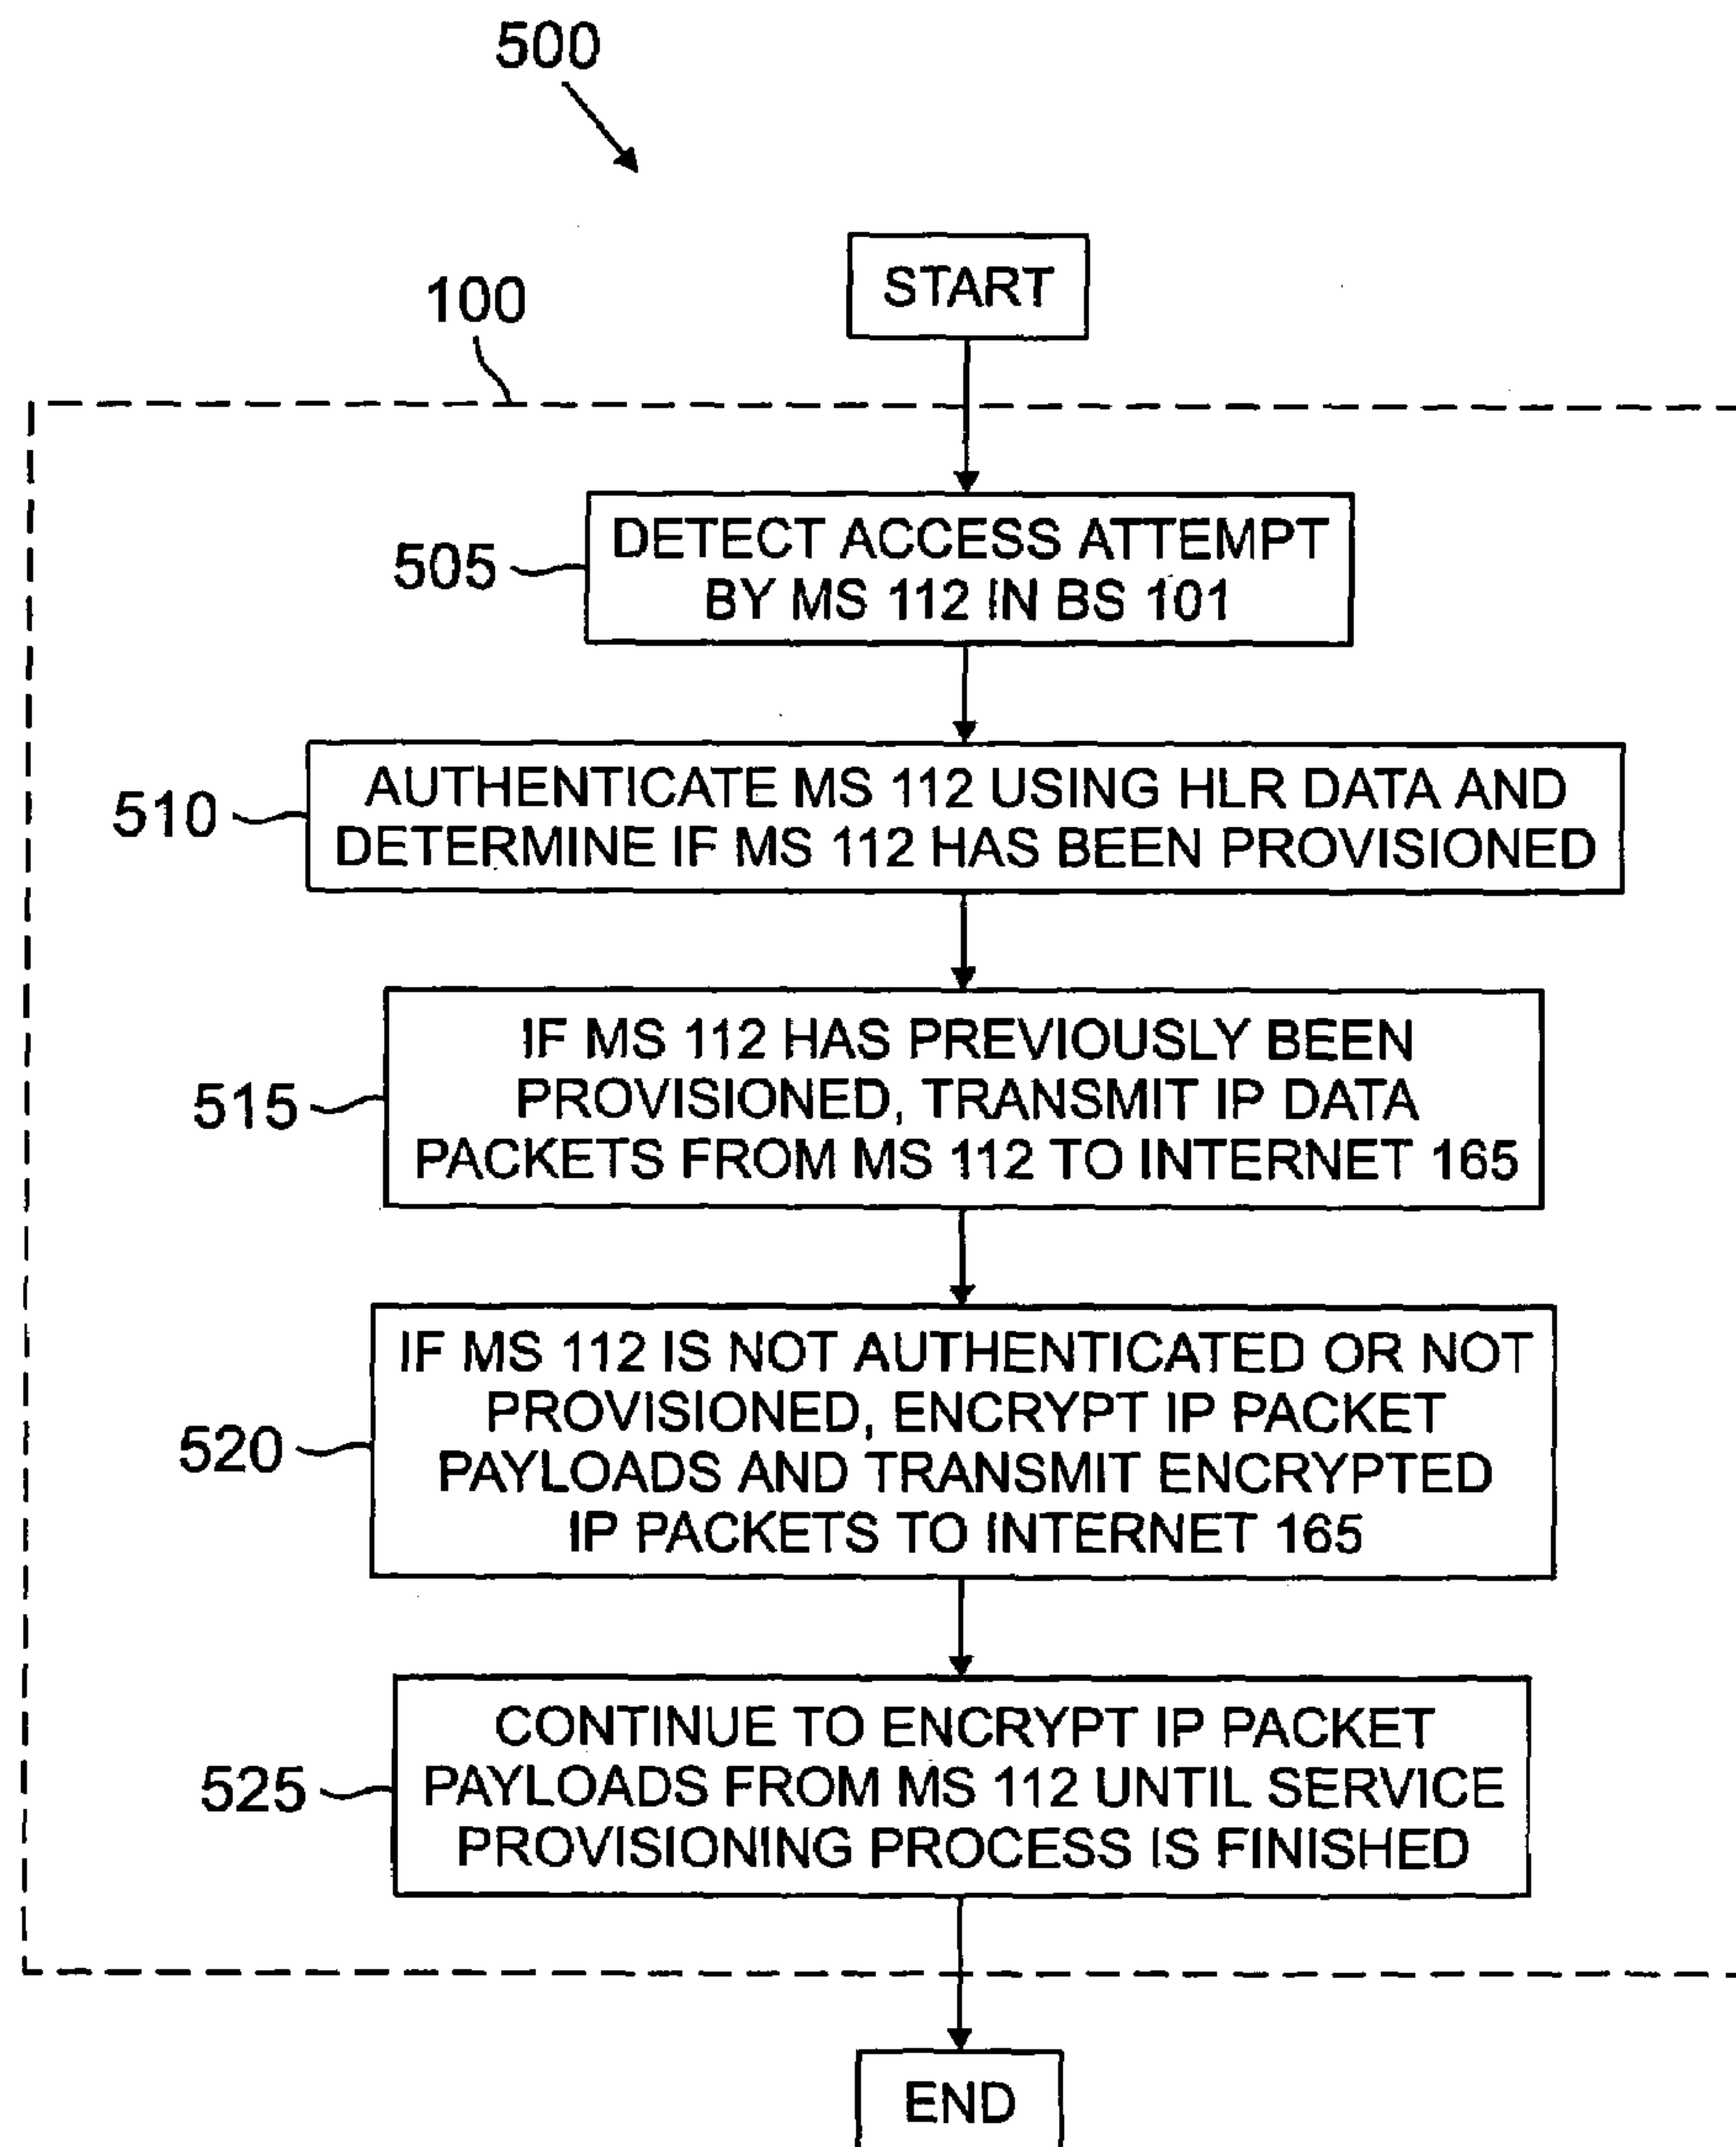 500
START
100
505
DETECT ACCESS ATTEMPT
BY MS 112 IN BS 101
510
AUTHENTICATE MS 112 USING HLR DATA AND
DETERMINE IF MS 112 HAS BEEN PROVISIONED
515
IF MS 112 HAS PREVIOUSLY BEEN
PROVISIONED, TRANSMIT IP DATA
PACKETS FROM MS 112 TO INTERNET 165
520
IF MS 112 IS NOT AUTHENTICATED OR NOT
PROVISIONED, ENCRYPT IP PACKET
PAYLOADS AND TRANSMIT ENCRYPTED
IP PACKETS TO INTERNET 165
525
CONTINUE TO ENCRYPT IP PACKET
PAYLOADS FROM MS 112 UNTIL SERVICE
PROVISIONING PROCESS IS FINISHED
END